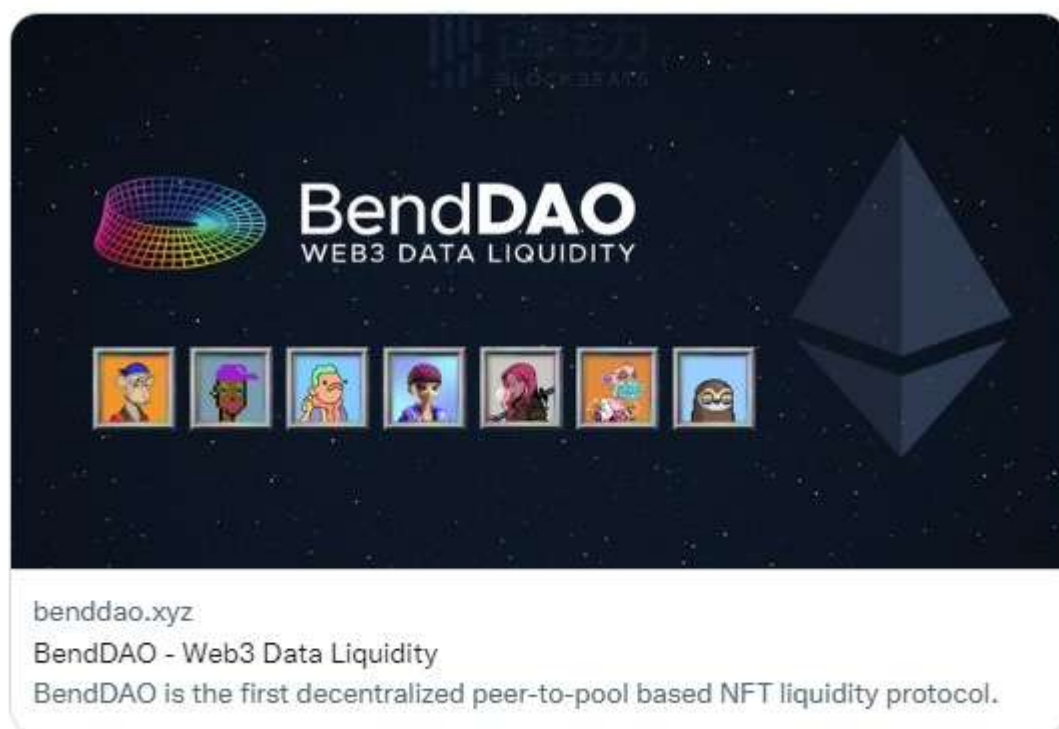 BLOCKBEATS
BendDAO
WEB3 DATA LIQUIDITY
benddao.xyz
BendDAO - Web3 Data Liquidity
BendDAO is the first decentralized peer-to-pool based NFT liquidity protocol.